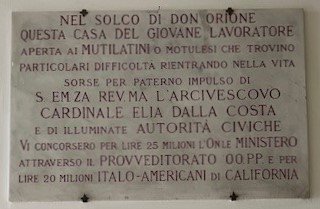 NEL SOLCO DI DON ORIONE
QUESTA CASA DEL GIOVANE LAVORATORE
APERTA AI MUTILATINI O MOTULESI CHE TROVINO
PARTICOLARI DIFFICOLTA RIENTRANDO NELLA VITA
SORSE PER PATERNO IMPULSO DI
S. EM.ZA REV.MA L'ARCIVESCOVO
CARDINALE ELIA DALLA COSTA
E DI ILLUMINATE AUTORITÁ CIVICHE
VI CONCORSERO PER LIRE 25 MILIONI L'ON.LE MINISTERO
ATTRAVERSO IL PROVVEDITORATO OO.PP E PER
LIRE 20 MILIONI ITALO-AMERICANI DI CALIFORNIA